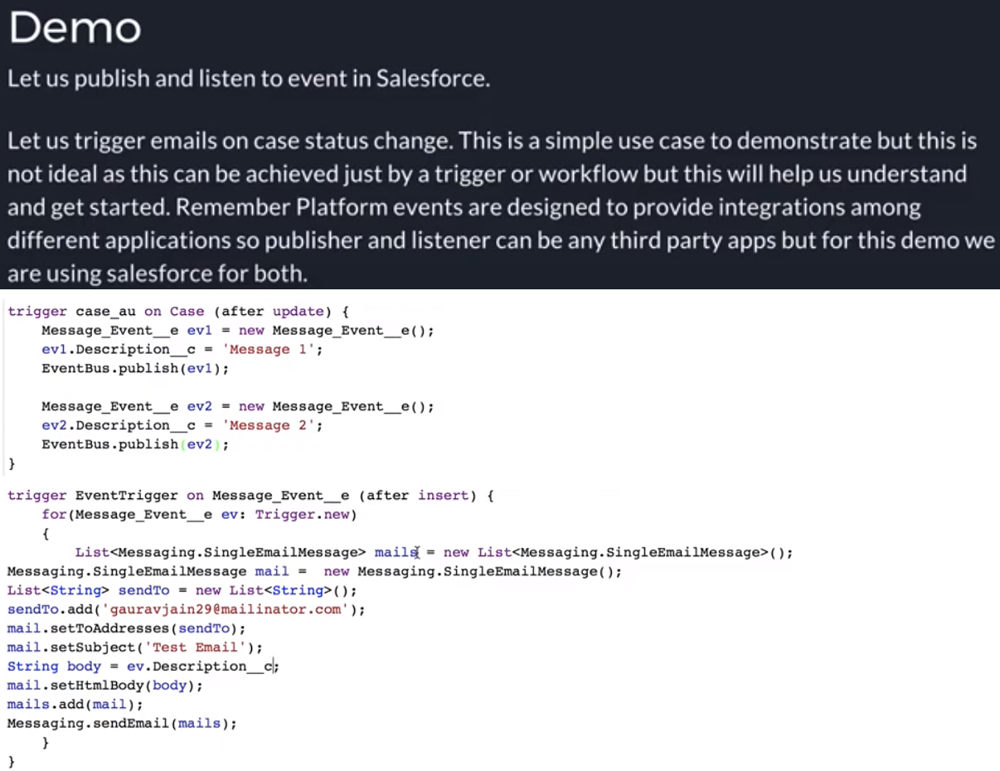 Demo
Let us publish and listen to event in Salesforce.
Let us trigger emails on case status change. This is a simple use case to demonstrate but this is
not ideal as this can be achieved just by a trigger or workflow but this will help us understand
and get started. Remember Platform events are designed to provide integrations among
different applications so publisher and listener can be any third party apps but for this demo we
are using salesforce for both.
trigger case_au on Case (after update) {
    Message_Event__e ev1 = new Message_Event__e();
    ev1.Description__c = 'Message 1';
    EventBus.publish(ev1);
    Message_Event__e ev2 = new Message_Event__e();
    ev2.Description__c = 'Message 2';
    EventBus.publish(ev2);
}
trigger EventTrigger on Message_Event__e (after insert) {
    for(Message_Event__e ev: Trigger.new)
    {
        List<Messaging.SingleEmailMessage> mails = new List<Messaging.SingleEmailMessage>();
Messaging.SingleEmailMessage mail =  new Messaging.SingleEmailMessage();
List<String> sendTo = new List<String>();
sendTo.add('gauravjain29@mailinator.com');
mail.setToAddresses(sendTo);
mail.setSubject('Test Email');
String body = ev.Description__c;
mail.setHtmlBody(body);
mails.add(mail);
Messaging.sendEmail(mails);
    }
}